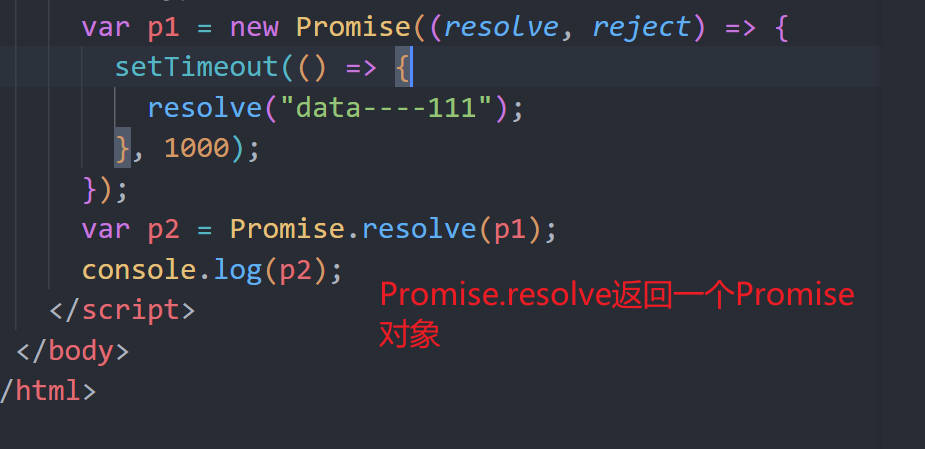 var p1 = new Promise((resolve, reject) => {
setTimeout(() => {
resolve("data----111");
}, 1000);
});
var p2 = Promise.resolve(p1);
console.log(p2);
Promise.resolve返回一个Promise
对象
</script>
</body>
/html>